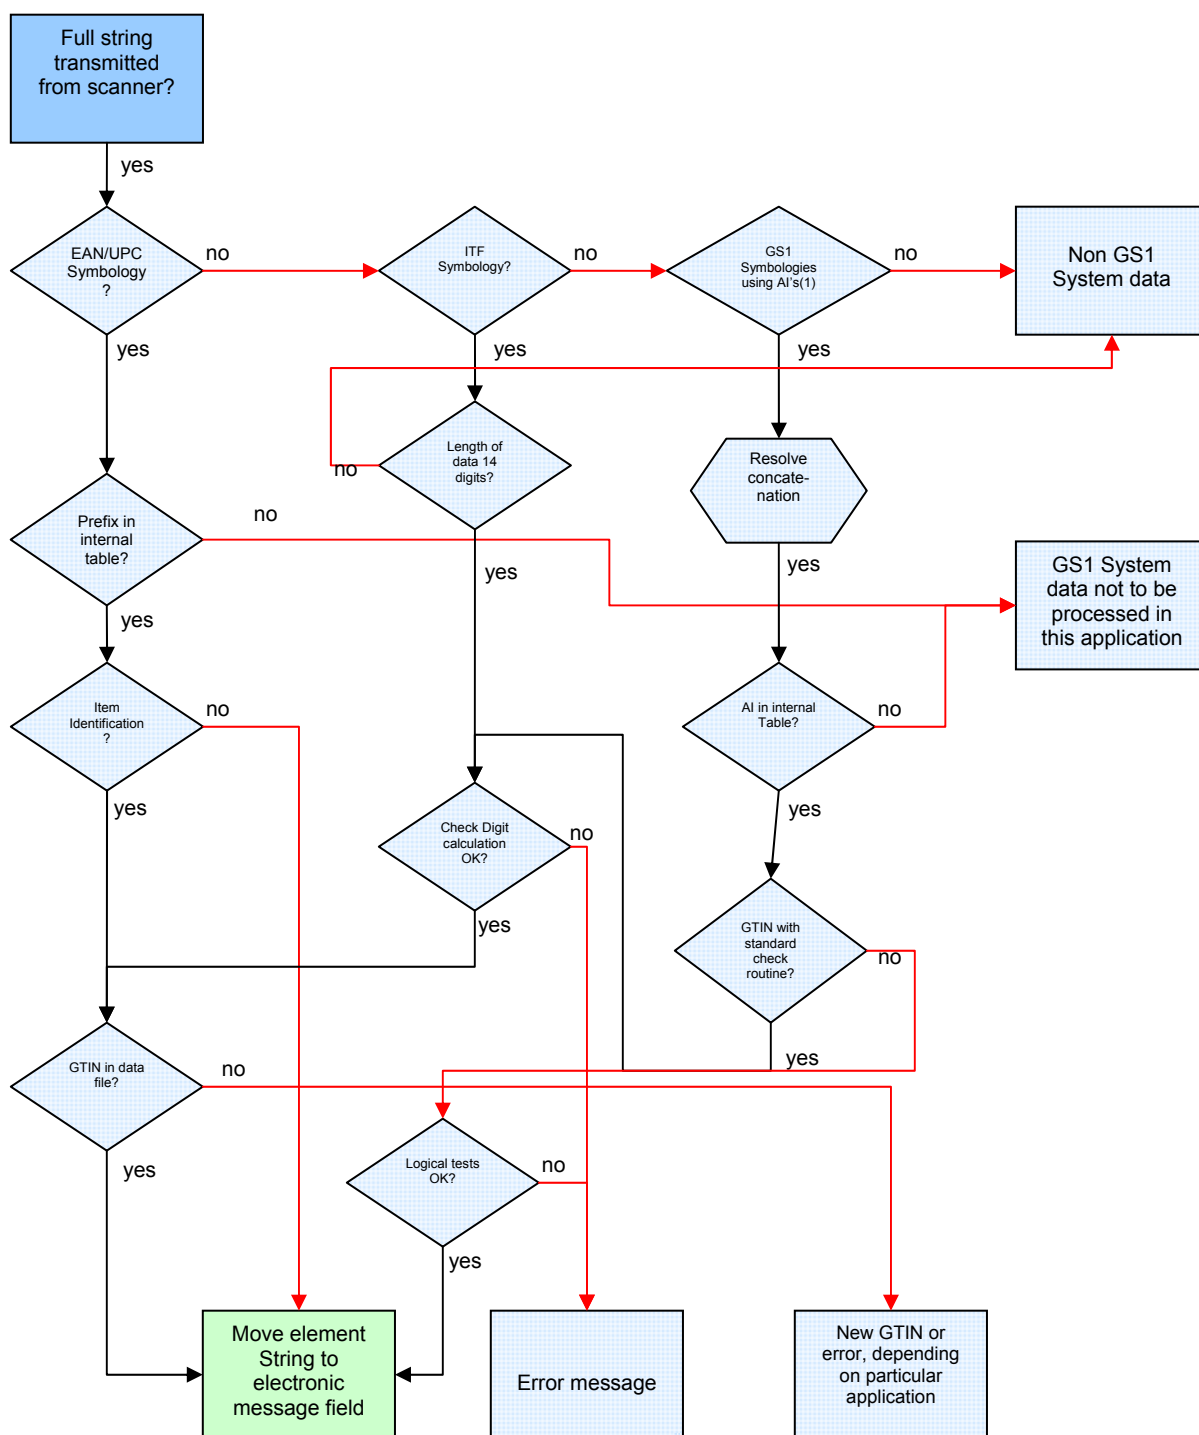 Full string
transmitted
from scanner?
yes
EAN/UPC
Symbology
?
no
ITF
Symbology?
no
GS1
Symbologies
using AI's(1)
no
Non GS1
System data
yes
yes
yes
Length of
data 14
digits?
no
Resolve
concate-
nation
Prefix in
internal
table?
no
yes
yes
GS1 System
data not to be
processed in
this application
yes
Item
Identification
?
no
AI in internal
Table?
no
yes
yes
Check Digit
calculation
OK?
no
yes
GTIN with
standard
check
routine?
no
yes
GTIN in data
file?
no
yes
Logical tests
OK?
no
yes
Move element
String to
electronic
message field
Error message
New GTIN or
error, depending
on particular
application